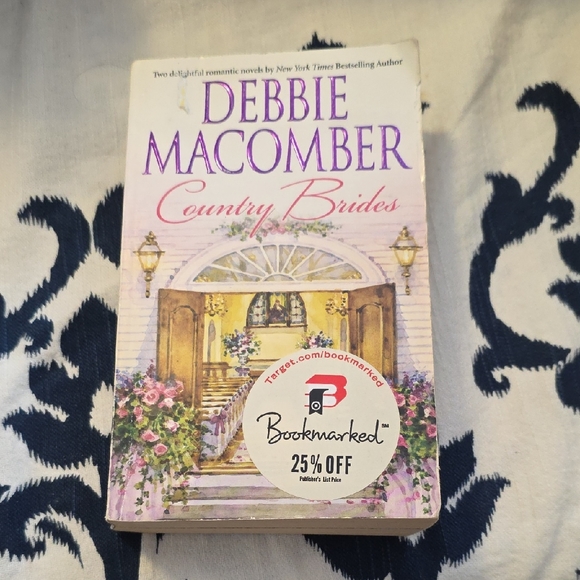 Two delightful romantic novels by New York Times Bestselling Author
DEBBIE
MACOMBER
Country Brides
Target.com/bookmarked
B
Bookmarked™
25% OFF
Publisher's List Price